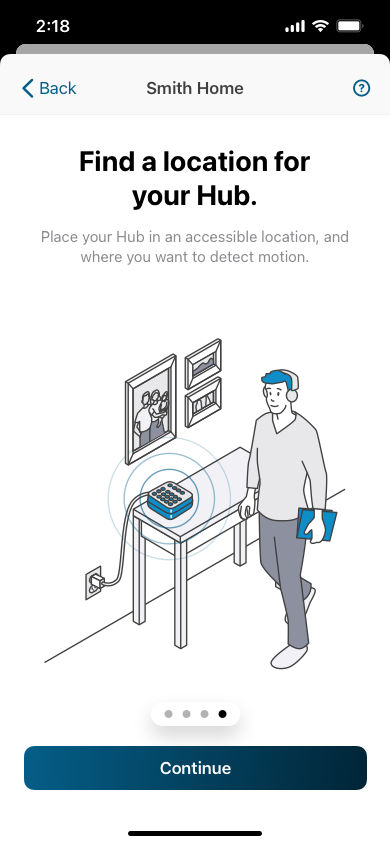 2:18
Back
Smith Home
?
Find a location for
your Hub.
Place your Hub in an accessible location, and
where you want to detect motion.
Continue